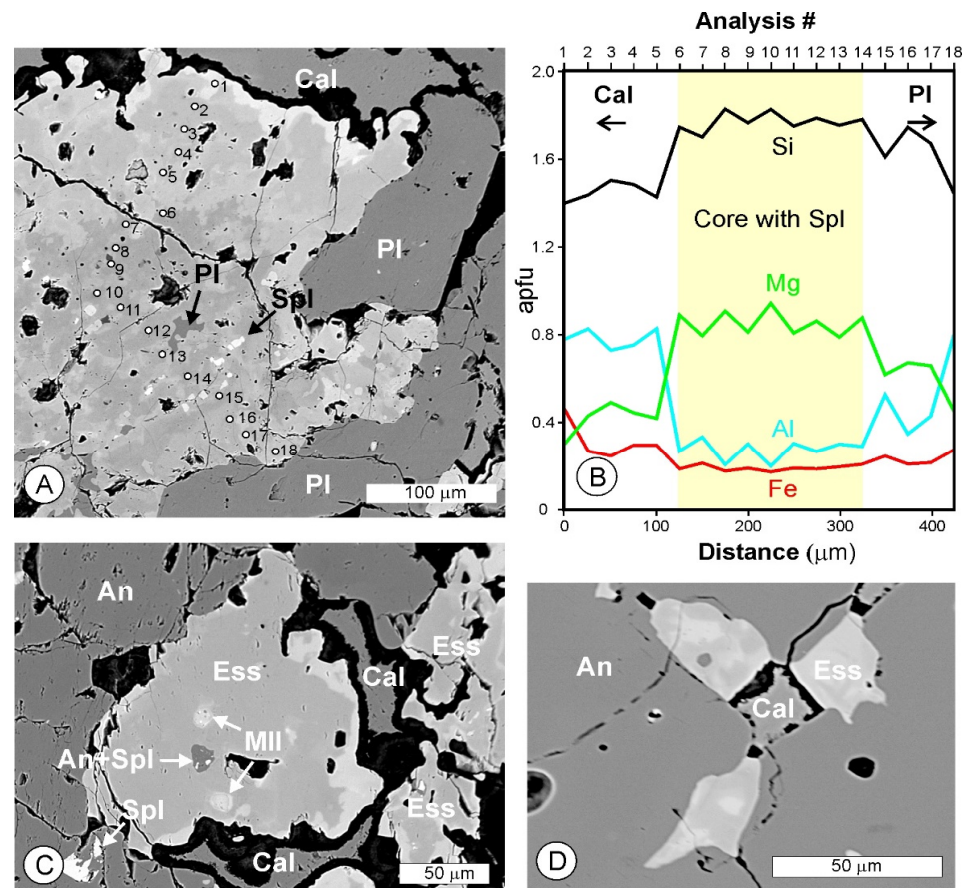 Cal
1
2
3
4
5
6
7
8
9
10
11
12
13
14
15
16
17
18
Pl
Pl
Spl
Pl
A
100 μm
Analysis #
1 2 3 4 5 6 7 8 9 10 11 12 13 14 15 16 17 18
2.0
1.6
1.2
0.8
0.4
0
apfu
Cal
Pl
Si
Core with Spl
Mg
Al
Fe
B
0 100 200 300 400
Distance (μm)
An
Ess
Ess
Cal
Mll
An+Spl
Spl
Ess
Cal
C
50 μm
An
Ess
Cal
D
50 μm